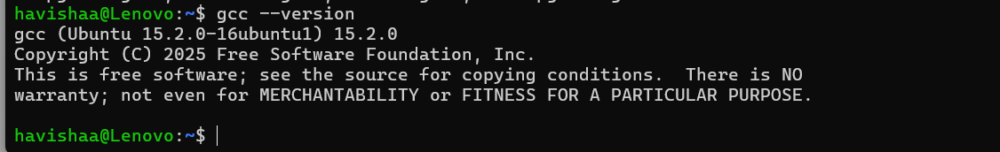 havishaa@Lenovo:~$ gcc --version
gcc (Ubuntu 15.2.0-16ubuntu1) 15.2.0
Copyright (C) 2025 Free Software Foundation, Inc.
This is free software; see the source for copying conditions.  There is NO
warranty; not even for MERCHANTABILITY or FITNESS FOR A PARTICULAR PURPOSE.
havishaa@Lenovo:~$